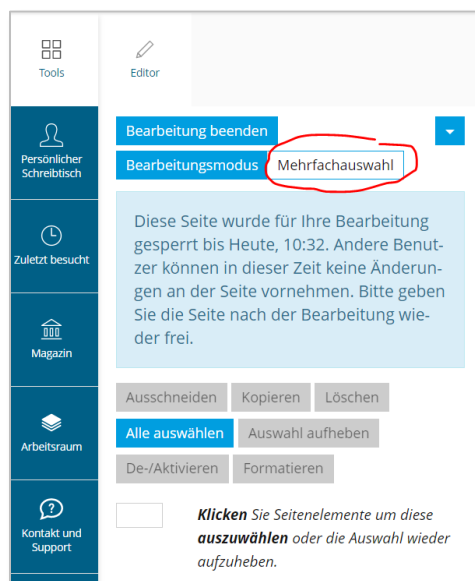 Tools
Editor
Persönlicher
Schreibtisch
Zuletzt besucht
Magazin
Arbeitsraum
Kontakt und
Support
Bearbeitung beenden
Bearbeitungsmodus Mehrfachauswahl
Diese Seite wurde für Ihre Bearbeitung
gesperrt bis Heute, 10:32. Andere Benut-
zer können in dieser Zeit keine Änderun-
gen an der Seite vornehmen. Bitte geben
Sie die Seite nach der Bearbeitung wie-
der frei.
Ausschneiden Kopieren Löschen
Alle auswählen Auswahl aufheben
De-/Aktivieren Formatieren
Klicken Sie Seitenelemente um diese
auszuwählen oder die Auswahl wieder
aufzuheben.